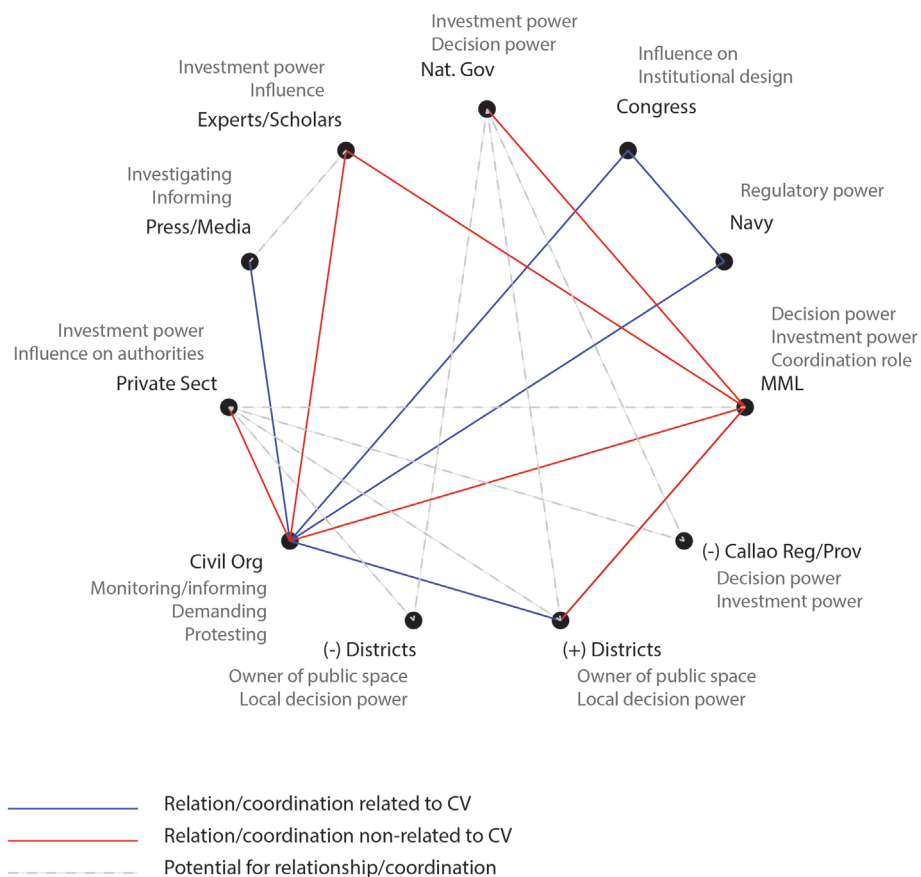 Investment power
Decision power
Nat. Gov
Influence on
Institutional design
Congress
Investment power
Influence
Experts/Scholars
Investigating
Informing
Press/Media
Regulatory power
Navy
Investment power
Influence on authorities
Private Sect
Decision power
Investment power
Coordination role
MML
Civil Org
Monitoring/informing
Demanding
Protesting
(-) Callao Reg/Prov
Decision power
Investment power
(-) Districts
Owner of public space
Local decision power
(+) Districts
Owner of public space
Local decision power
Relation/coordination related to CV
Relation/coordination non-related to CV
Potential for relationship/coordination